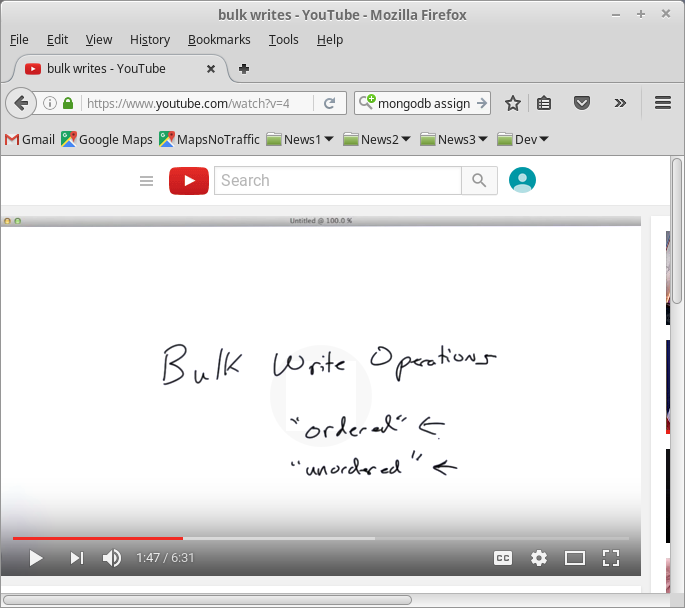 bulk writes - YouTube - Mozilla Firefox
File Edit View History Bookmarks Tools Help
bulk writes - YouTube
https://www.youtube.com/watch?v=4 mongodb assign
Gmail Google Maps MapsNoTraffic News1 News2 News3 Dev
Search
Untitled @ 100.0 %
Bulk Write Operations
"ordered" ←
"unordered" ←
1:47 / 6:31 CC